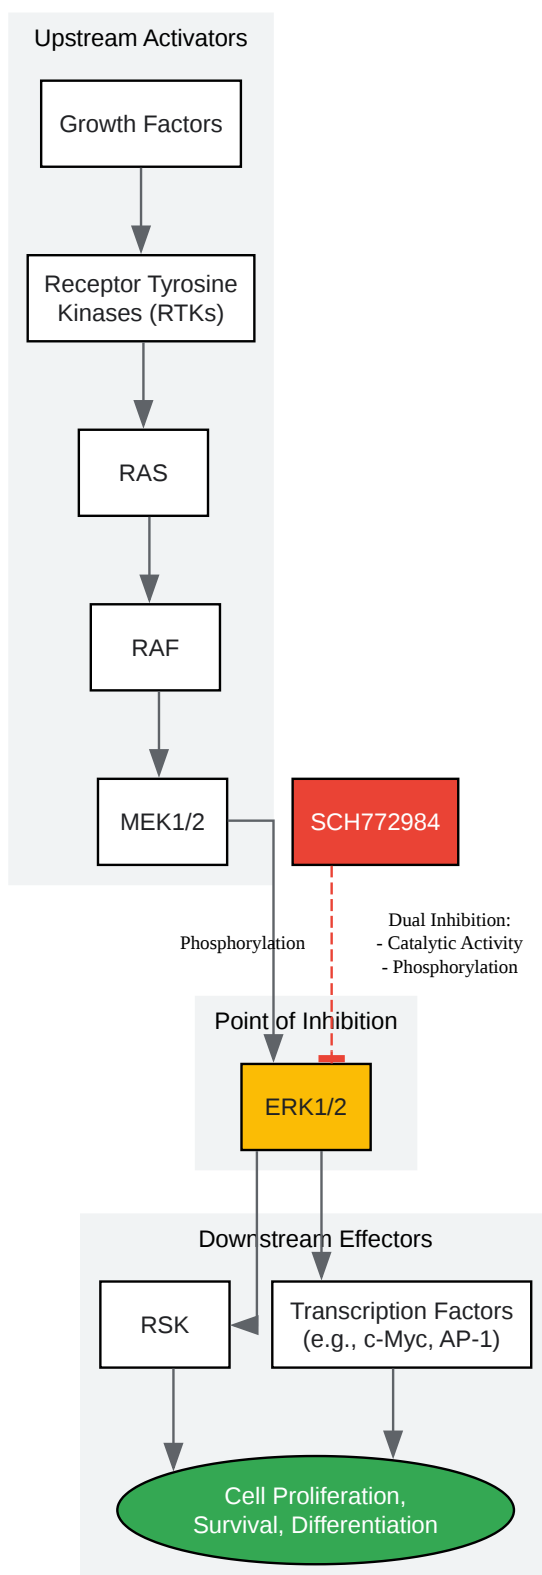 Upstream Activators
Growth Factors
Receptor Tyrosine
Kinases (RTKs)
RAS
RAF
MEK1/2
SCH772984
Phosphorylation
Dual Inhibition:
- Catalytic Activity
- Phosphorylation
Point of Inhibition
ERK1/2
Downstream Effectors
RSK
Transcription Factors
(e.g., c-Myc, AP-1)
Cell Proliferation,
Survival, Differentiation